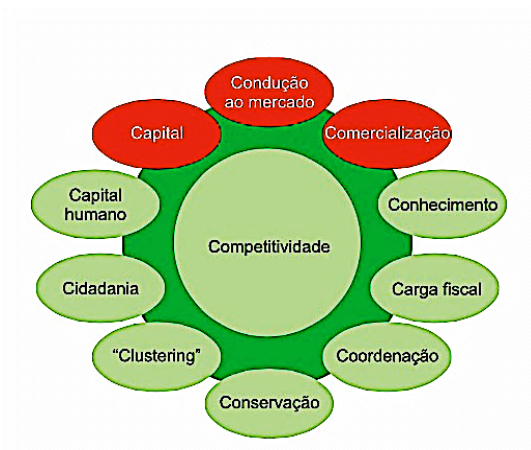 Condução
ao mercado
Capital
Comercialização
Capital
humano
Conhecimento
Competitividade
Cidadania
Carga fiscal
“Clustering”
Coordenação
Conservação